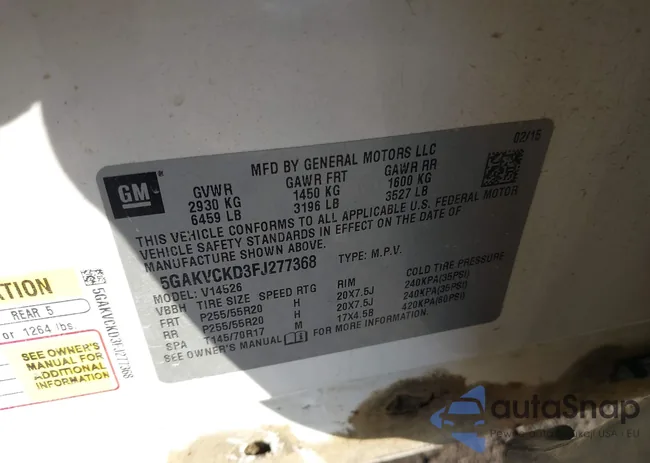 02/15
MFD BY GENERAL MOTORS LLC
GM
GVWR GAWR FRT GAWR RR
2930 KG 1450 KG 1600 KG
6459 LB 3196 LB 3527 LB
THIS VEHICLE CONFORMS TO ALL APPLICABLE U.S. FEDERAL MOTOR
VEHICLE SAFETY STANDARDS IN EFFECT ON THE DATE OF
MANUFACTURE SHOWN ABOVE.
5GAKVCKD3FJ277368 TYPE: M.P.V.
MODEL: V14526
VBBH TIRE SIZE SPEED RTG RIM COLD TIRE PRESSURE
FRT P255/55R20 H 20X7.5J 240KPA(35PSI)
RR P255/55R20 H 20X7.5J 240KPA(35PSI)
SPA T145/70R17 M 17X4.5B 420KPA(60PSI)
SEE OWNER'S MANUAL FOR MORE INFORMATION.
ATION
REAR 5
or 1264 lbs.
SEE OWNER'S
MANUAL FOR
ADDITIONAL
INFORMATION
5GAKVCKD3FJ277368
autoSnap
USA - EU